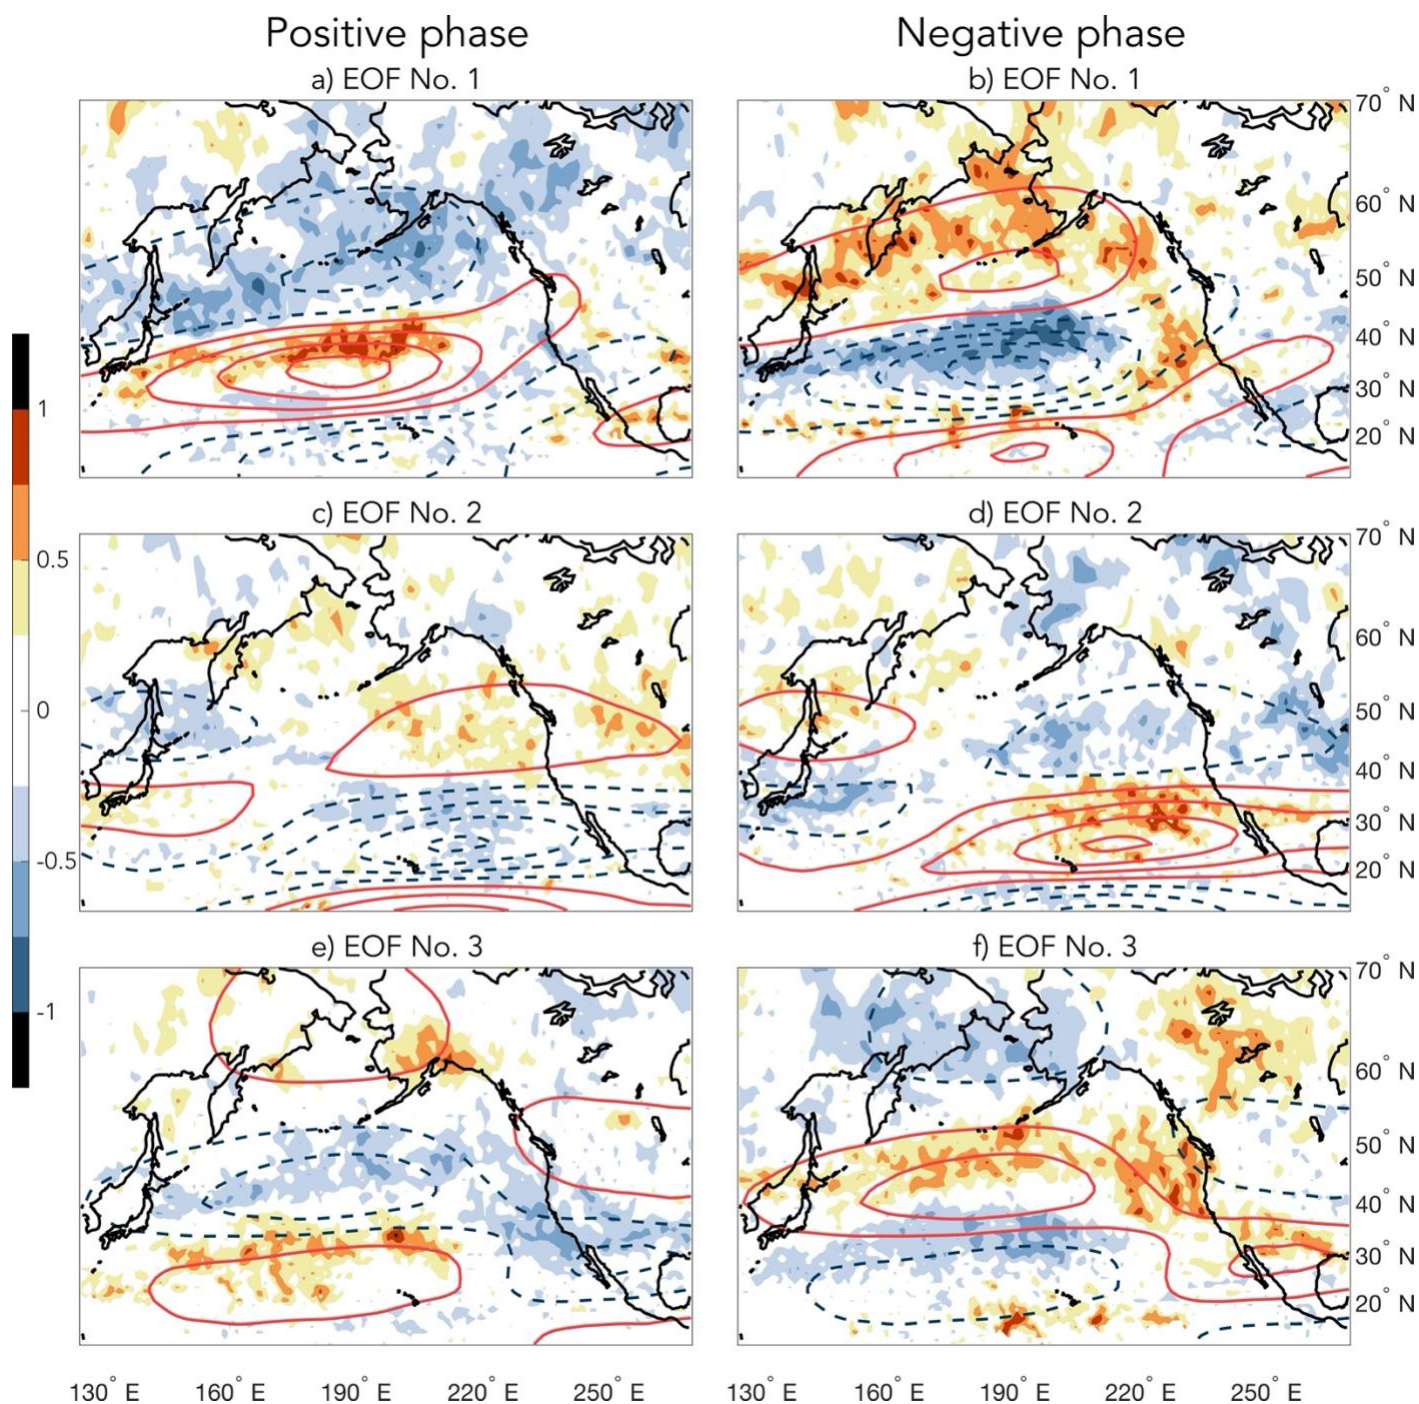 Positive phase
Negative phase
a) EOF No. 1
b) EOF No. 1
70° N
60° N
50° N
40° N
30° N
20° N
c) EOF No. 2
d) EOF No. 2
70° N
60° N
50° N
40° N
30° N
20° N
1
0.5
0
-0.5
-1
e) EOF No. 3
f) EOF No. 3
70° N
60° N
50° N
40° N
30° N
20° N
130° E 160° E 190° E 220° E 250° E
130° E 160° E 190° E 220° E 250° E